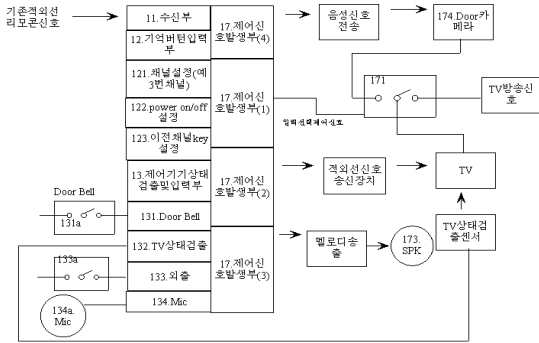 기존적외선
리모콘신호
11.수신부
12.기억버턴입력
부
121.채널설정(예
3번채널)
122.power on/off
설정
123.이전채널key
설정
13.제어기기상태
검출및입력부
131.Door Bell
132.TV상태검출
133.외출
134.Mic
17.제어신
호발생부(4)
17.제어신
호발생부(1)
17.제어신
호발생부(2)
17.제어신
호발생부(3)
음성신호
전송
174.Door카
메라
171
입력선택제어신호
TV방송신
호
적외선신호
송신장치
TV
멜로디송
출
173.
SPK
TV상태검
출센서
Door Bell
131a
133a
134a.
Mic